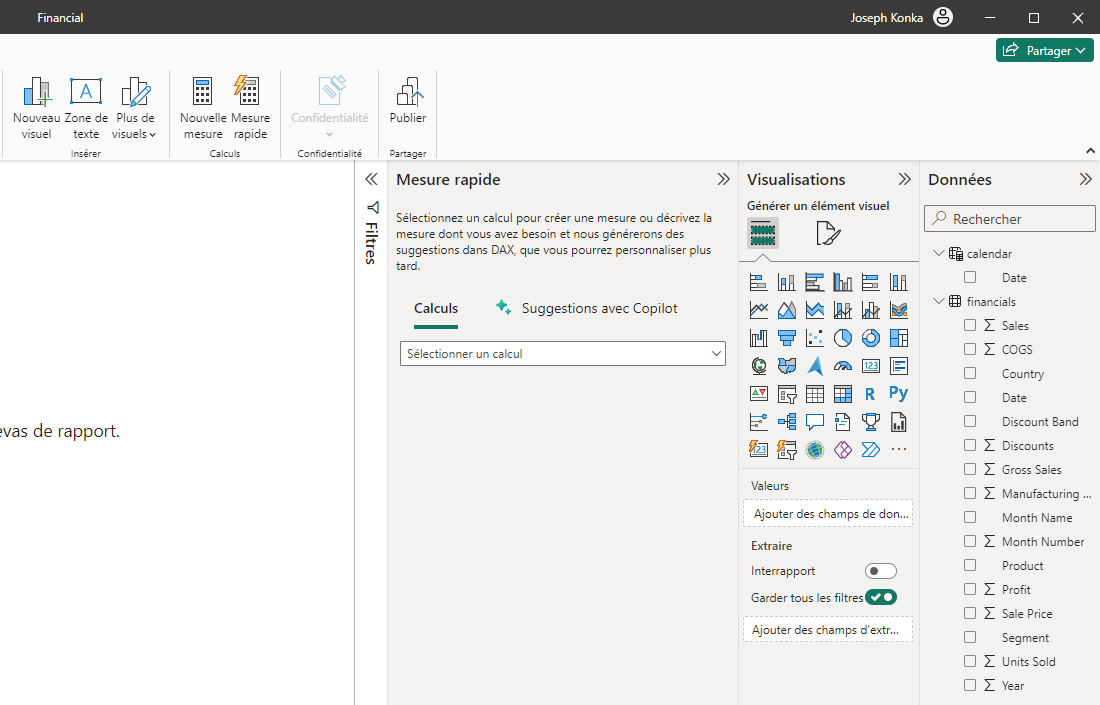 Financial
Joseph Konka
Partager
Nouveau visuel
Zone de texte
Plus de visuels
Insérer
Nouvelle mesure
Mesure rapide
Calculs
Confidentialité
Confidentialité
Publier
Partager
evas de rapport.
Filtres
Mesure rapide
Sélectionnez un calcul pour créer une mesure ou décrivez la
mesure dont vous avez besoin et nous générerons des
suggestions dans DAX, que vous pourrez personnaliser plus
tard.
Calculs
Suggestions avec Copilot
Sélectionner un calcul
Visualisations
Générer un élément visuel
123
R
Py
123
Valeurs
Ajouter des champs de don...
Extraire
Interrapport
Garder tous les filtres
Ajouter des champs d'extr...
Données
Rechercher
calendar
Date
financials
Σ Sales
Σ COGS
Country
Date
Discount Band
Σ Discounts
Σ Gross Sales
Σ Manufacturing ...
Month Name
Σ Month Number
Product
Σ Profit
Σ Sale Price
Segment
Σ Units Sold
Σ Year